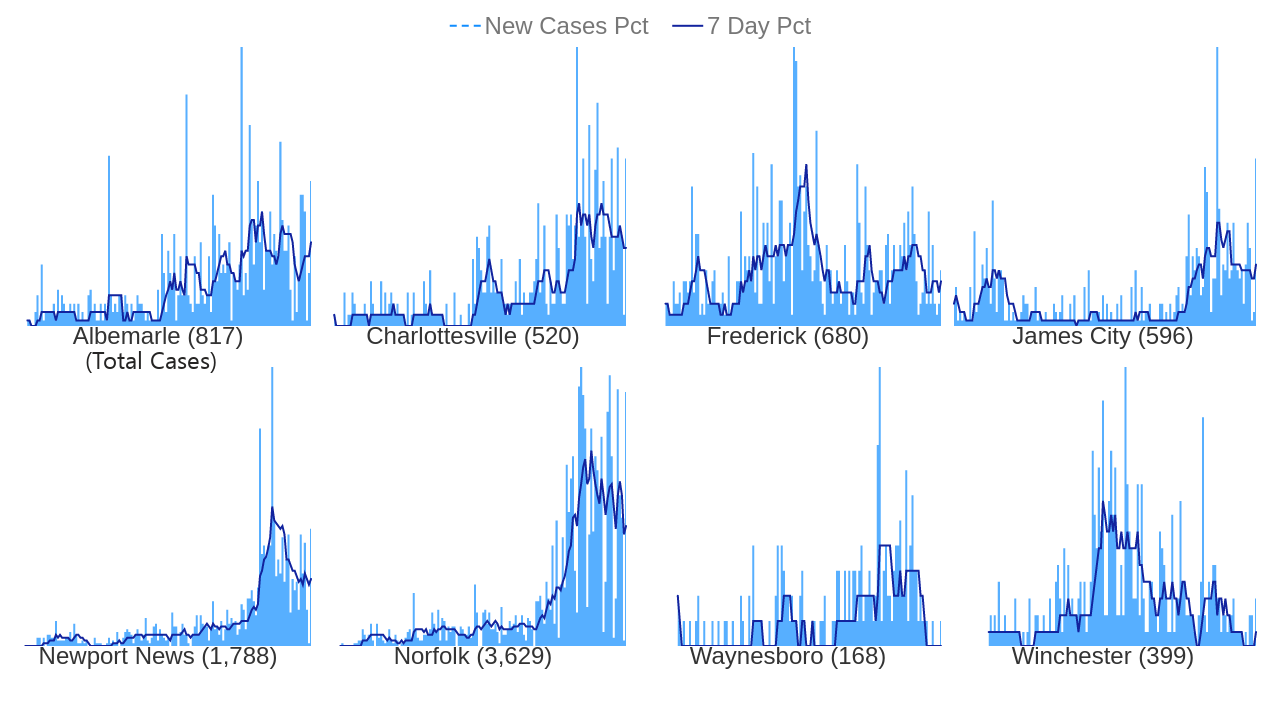 New Cases Pct 7 Day Pct
Albemarle (817) Charlottesville (520) Frederick (680) James City (596)
(Total Cases)
Newport News (1,788) Norfolk (3,629) Waynesboro (168) Winchester (399)